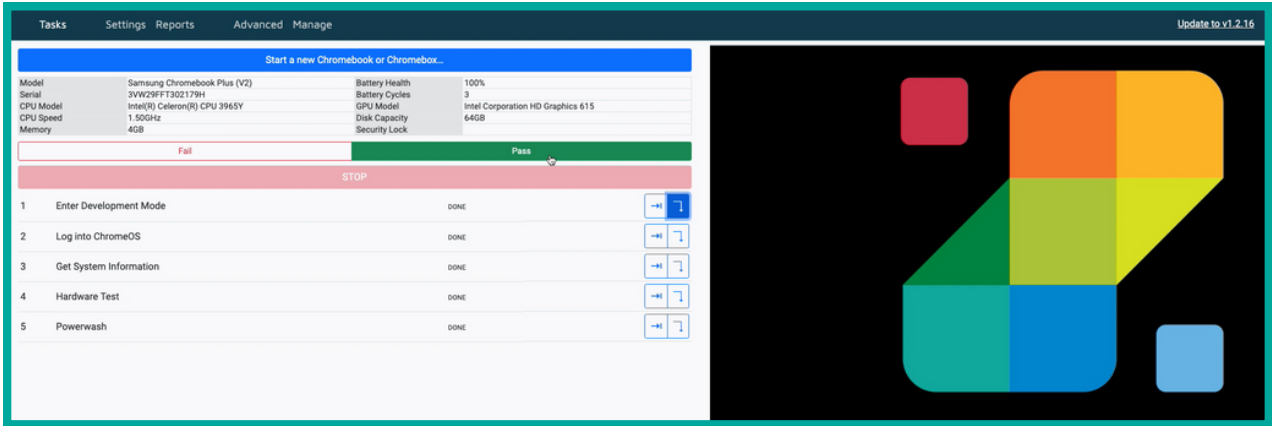 Tasks Settings Reports Advanced Manage Update to v1.2.16
Start a new Chromebook or Chromebox...
Model Samsung Chromebook Plus (V2) Battery Health 100%
Serial 3VW29FFT302179H Battery Cycles 3
CPU Model Intel(R) Celeron(R) CPU 3965Y GPU Model Intel Corporation HD Graphics 615
CPU Speed 1.50GHz Disk Capacity 64GB
Memory 4GB Security Lock
Fail Pass
STOP
1 Enter Development Mode DONE
2 Log into ChromeOS DONE
3 Get System Information DONE
4 Hardware Test DONE
5 Powerwash DONE